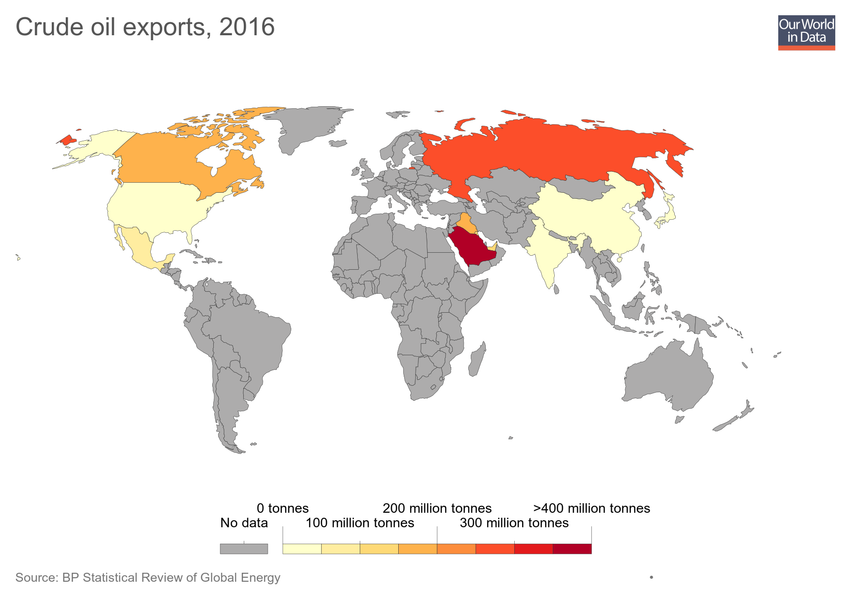 Crude oil exports, 2016
Our World
in Data
0 tonnes 200 million tonnes >400 million tonnes
No data 100 million tonnes 300 million tonnes
Source: BP Statistical Review of Global Energy